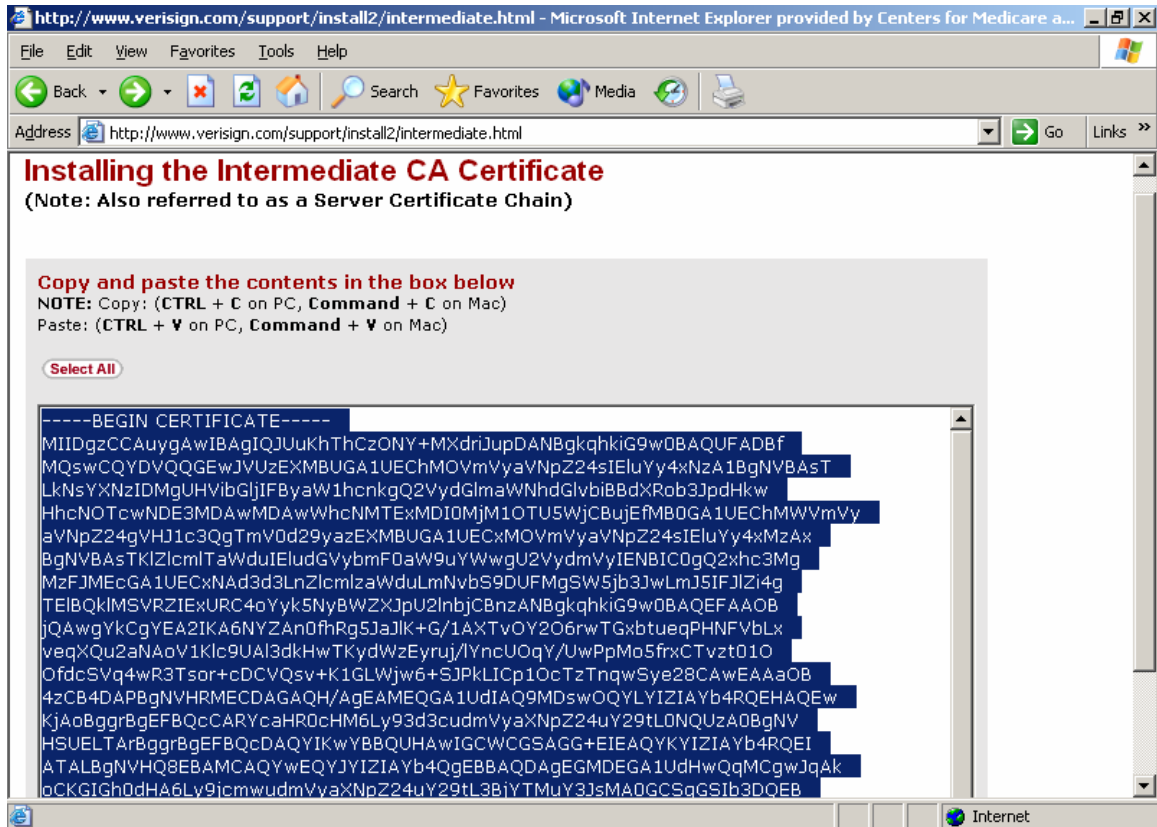 http://www.verisign.com/support/install2/intermediate.html - Microsoft Internet Explorer provided by Centers for Medicare a...
File Edit View Favorites Tools Help
Back Search Favorites Media
Address http://www.verisign.com/support/install2/intermediate.html Go Links »
Installing the Intermediate CA Certificate
(Note: Also referred to as a Server Certificate Chain)
Copy and paste the contents in the box below
NOTE: Copy: (CTRL + C on PC, Command + C on Mac)
Paste: (CTRL + V on PC, Command + V on Mac)
Select All
-----BEGIN CERTIFICATE-----
MIIDgzCCAuygAwIBAgIQJUuKhThCzONY+MXdriJupDANBgkqhkiG9w0BAQUFADBf
MQswCQYDVQQGEwJVUzEXMBUGA1UEChMOVmVyaVNpZ24sIEluYy4xNzA1BgNVBAsT
LkNsYXNzIDMgUHVibGljIFByaW1hcnkgQ2VydGlmaWNhdGlvbiBBdXRob3JpdHkw
HhcNOTcwNDE3MDAwMDAwWhcNMTExMDI0MjM1OTU5WjCBujEfMB0GA1UEChMWVmVy
aVNpZ24gVHJ1c3QgTmV0d29yazEXMBUGA1UECxMOVmVyaVNpZ24sIEluYy4xMzAx
BgNVBAsTKlZlcmlTaWduIEludGVybmF0aW9uYWwgU2VydmVyIENBIC0gQ2xhc3Mg
MzFJMEcGA1UECxNAd3d3LnZlcmlzaWduLmNvbS9DUFMgSW5jb3JwLmJ5IFJlZi4g
TElBQklMSVRZIExURC4oYyk5NyBWZXJpU2lnbjCBnzANBgkqhkiG9w0BAQEFAAOB
jQAwgYkCgYEA2IKA6NYZAn0fhRg5JaJlK+G/1AXTvOY2O6rwTGxbtueqPHNFVbLx
veqXQu2aNAoV1Klc9UAl3dkHwTKydWzEyruj/lYncUOqY/UwPpMo5frxCTvzt01O
OfdcSVq4wR3Tsor+cDCVQsv+K1GLWjw6+SJPkLICp1OcTzTnqwSye28CAwEAAaOB
4zCB4DAPBgNVHRMECDAGAQH/AgEAMEQGA1UdIAQ9MDswOQYLYIZIAYb4RQEHAQEw
KjAoBggrBgEFBQcCARYcaHR0cHM6Ly93d3cudmVyaXNpZ24uY29tL0NQUzA0BgNV
HSUELTArBggrBgEFBQcDAQYIKwYBBQUHAwIGCWCGSAGG+EIEAQYKYIZIAYb4RQEI
ATALBgNVHQ8EBAMCAQYwEQYJYIZIAYb4QgEBBAQDAgEGMDEGA1UdHwQqMCgwJqAk
oCKGIGh0dHA6Ly9jcmwudmVyaXNpZ24uY29tL3BjYTMuY3JsMA0GCSqGSIb3DQEB
Internet